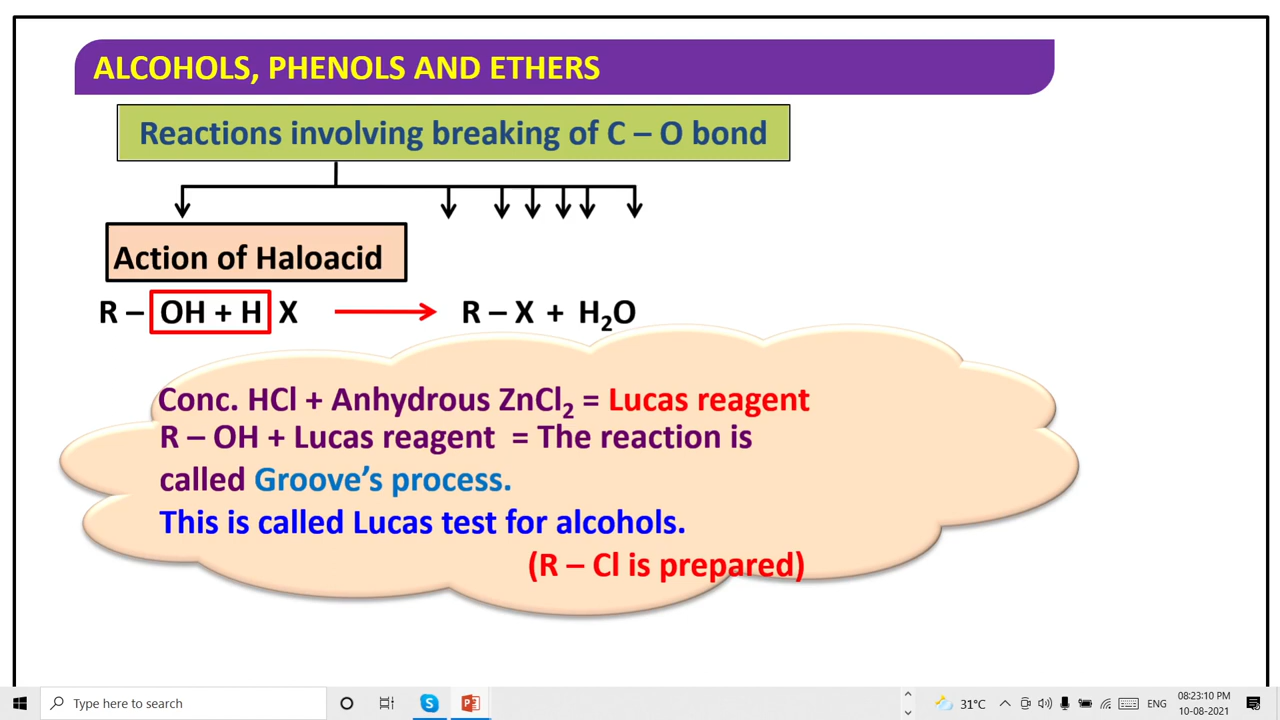 ALCOHOLS, PHENOLS AND ETHERS
Reactions involving breaking of C – O bond
Action of Haloacid
R – OH + H X R – X + H₂O
Conc. HCl + Anhydrous ZnCl₂ = Lucas reagent
R – OH + Lucas reagent = The reaction is
called Groove’s process.
This is called Lucas test for alcohols.
(R – Cl is prepared)
Type here to search
31°C
ENG
08:23:10 PM
10-08-2021